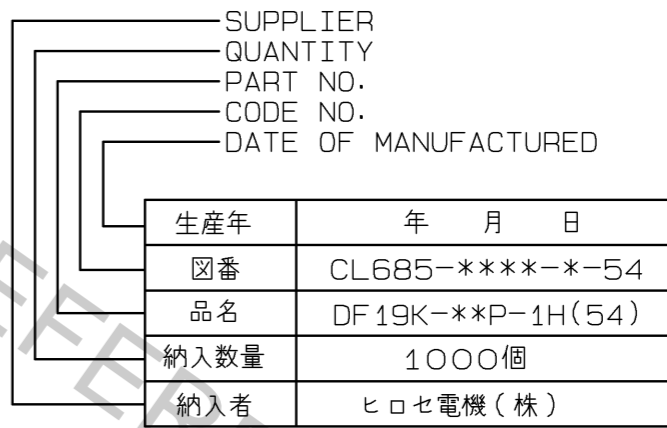 SUPPLIER
QUANTITY
PART NO.
CODE NO.
DATE OF MANUFACTURED
生産年 年 月 日
図番 CL685-****-*-54
品名 DF19K-**P-1H(54)
納入数量 1000個
納入者 ヒロセ電機(株)